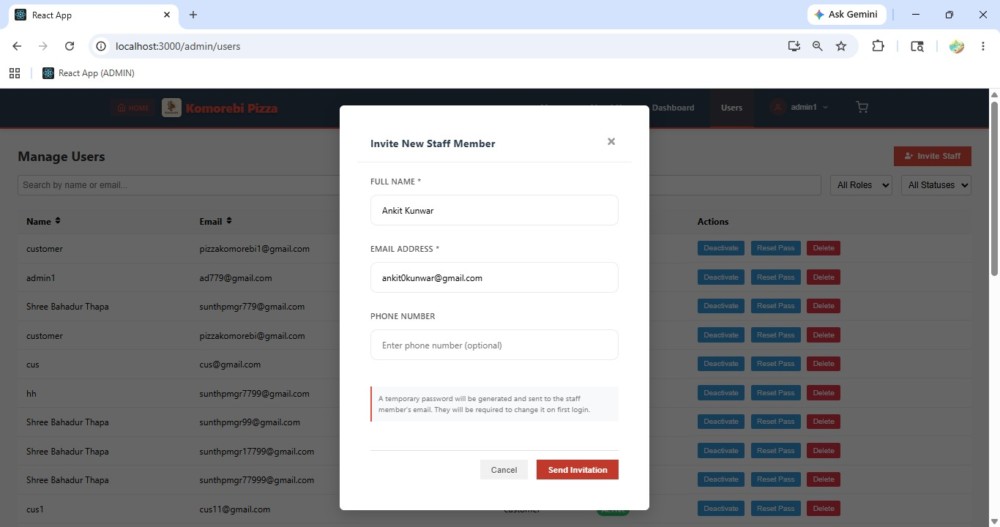 React App
Ask Gemini
localhost:3000/admin/users
React App (ADMIN)
HOME
Komorebi Pizza
Dashboard
Users
admin1
Manage Users
Invite Staff
Search by name or email...
All Roles
All Statuses
Name
Email
Actions
customer pizzakomorebi1@gmail.com Deactivate Reset Pass Delete
admin1 ad779@gmail.com Deactivate Reset Pass Delete
Shree Bahadur Thapa sunthpmgr779@gmail.com Deactivate Reset Pass Delete
customer pizzakomorebi@gmail.com Deactivate Reset Pass Delete
cus cus@gmail.com Deactivate Reset Pass Delete
hh sunthpmgr7799@gmail.com Deactivate Reset Pass Delete
Shree Bahadur Thapa sunthpmgr99@gmail.com Deactivate Reset Pass Delete
Shree Bahadur Thapa sunthpmgr17799@gmail.com Deactivate Reset Pass Delete
Shree Bahadur Thapa sunthpmgr77999@gmail.com Deactivate Reset Pass Delete
cus1 cus11@gmail.com customer ACTIVE Deactivate Reset Pass Delete
Invite New Staff Member
FULL NAME *
Ankit Kunwar
EMAIL ADDRESS *
ankit0kunwar@gmail.com
PHONE NUMBER
Enter phone number (optional)
A temporary password will be generated and sent to the staff
member's email. They will be required to change it on first login.
Cancel
Send Invitation